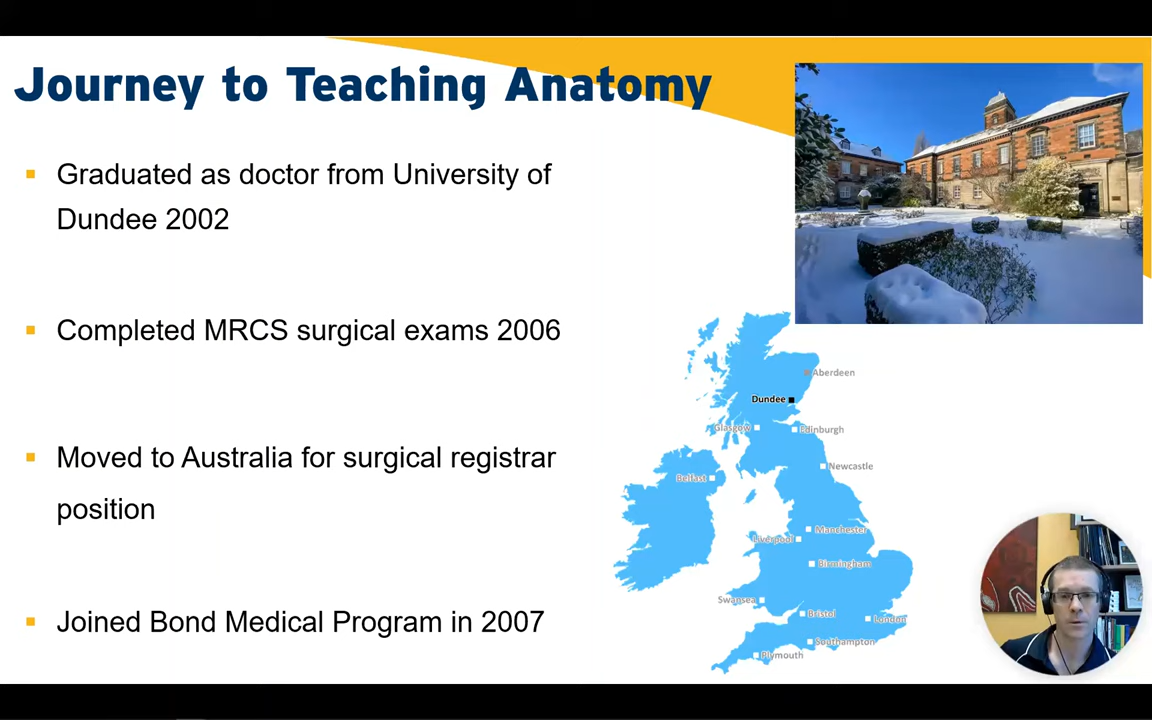 Journey to Teaching Anatomy
Graduated as doctor from University of
Dundee 2002
Completed MRCS surgical exams 2006
Moved to Australia for surgical registrar
position
Joined Bond Medical Program in 2007
Aberdeen
Dundee
Glasgow
Edinburgh
Newcastle
Belfast
Manchester
Liverpool
Birmingham
Swansea
Bristol
London
Southampton
Plymouth